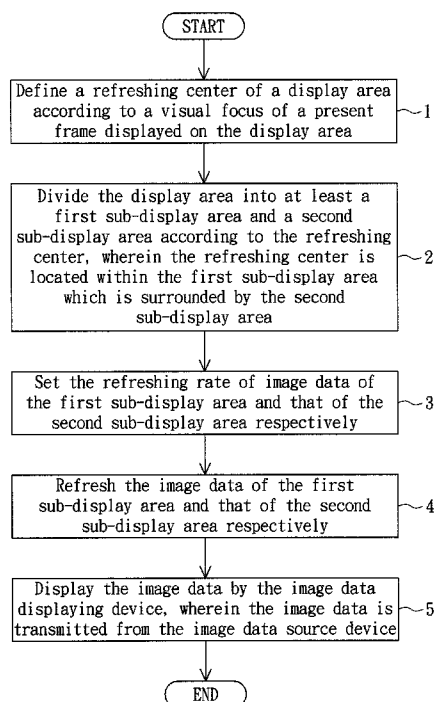 START
Define a refreshing center of a display area
according to a visual focus of a present
frame displayed on the display area
1
Divide the display area into at least a
first sub-display area and a second
sub-display area according to the refreshing
center, wherein the refreshing center is
located within the first sub-display area
which is surrounded by the second
sub-display area
2
Set the refreshing rate of image data of
the first sub-display area and that of the
second sub-display area respectively
3
Refresh the image data of the first
sub-display area and that of the second
sub-display area respectively
4
Display the image data by the image data
displaying device, wherein the image data is
transmitted from the image data source device
5
END